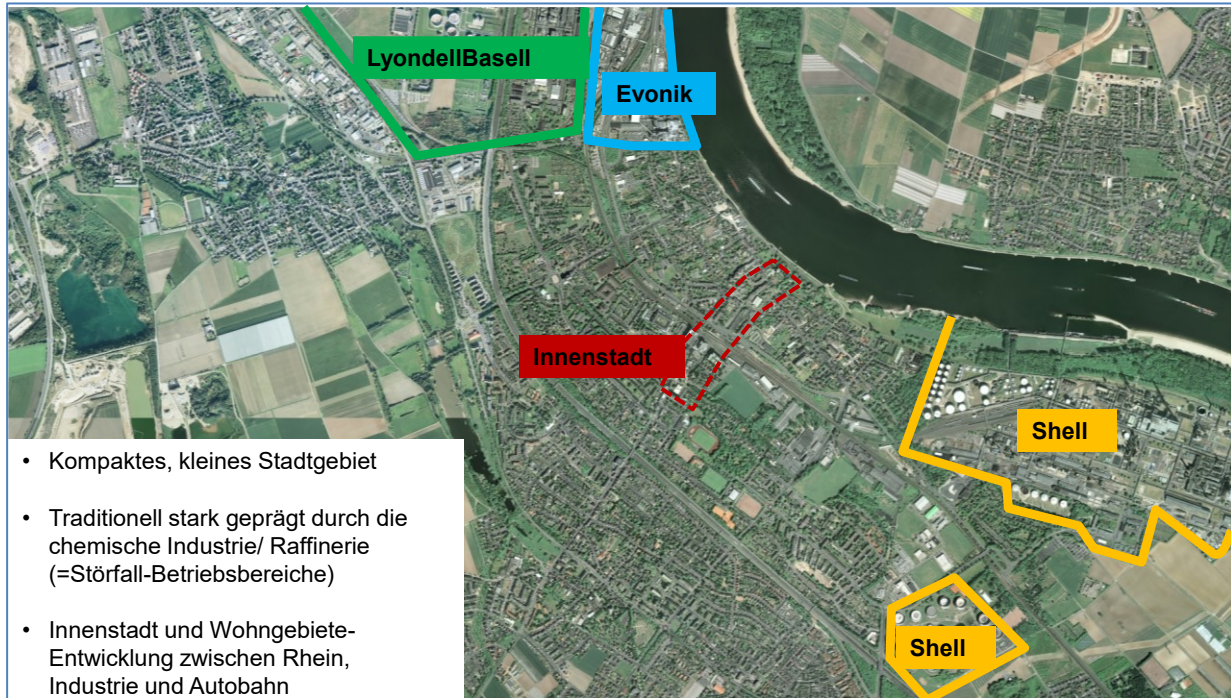 LyondellBasell
Evonik
Innenstadt
Shell
Shell
• Kompaktes, kleines Stadtgebiet
• Traditionell stark geprägt durch die
chemische Industrie/ Raffinerie
(=Störfall-Betriebsbereiche)
• Innenstadt und Wohngebiete-
Entwicklung zwischen Rhein,
Industrie und Autobahn